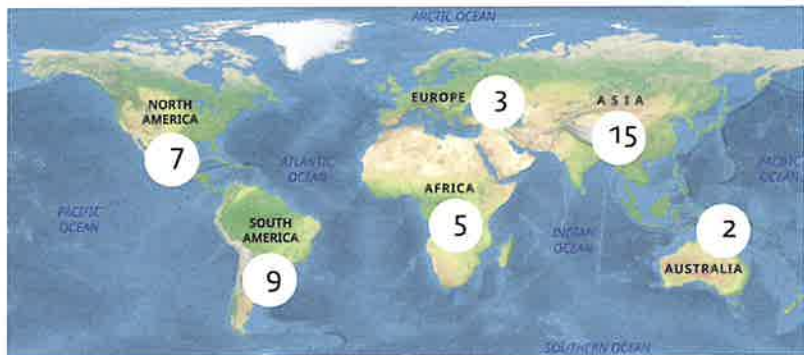 ARCTIC OCEAN
EUROPE
3
ASIA
NORTH
AMERICA
15
7
ATLANTIC
OCEAN
PACIFIC
OCEAN
AFRICA
5
PACIFIC
OCEAN
SOUTH
AMERICA
INDIAN
OCEAN
2
9
AUSTRALIA
SOUTHERN OCEAN